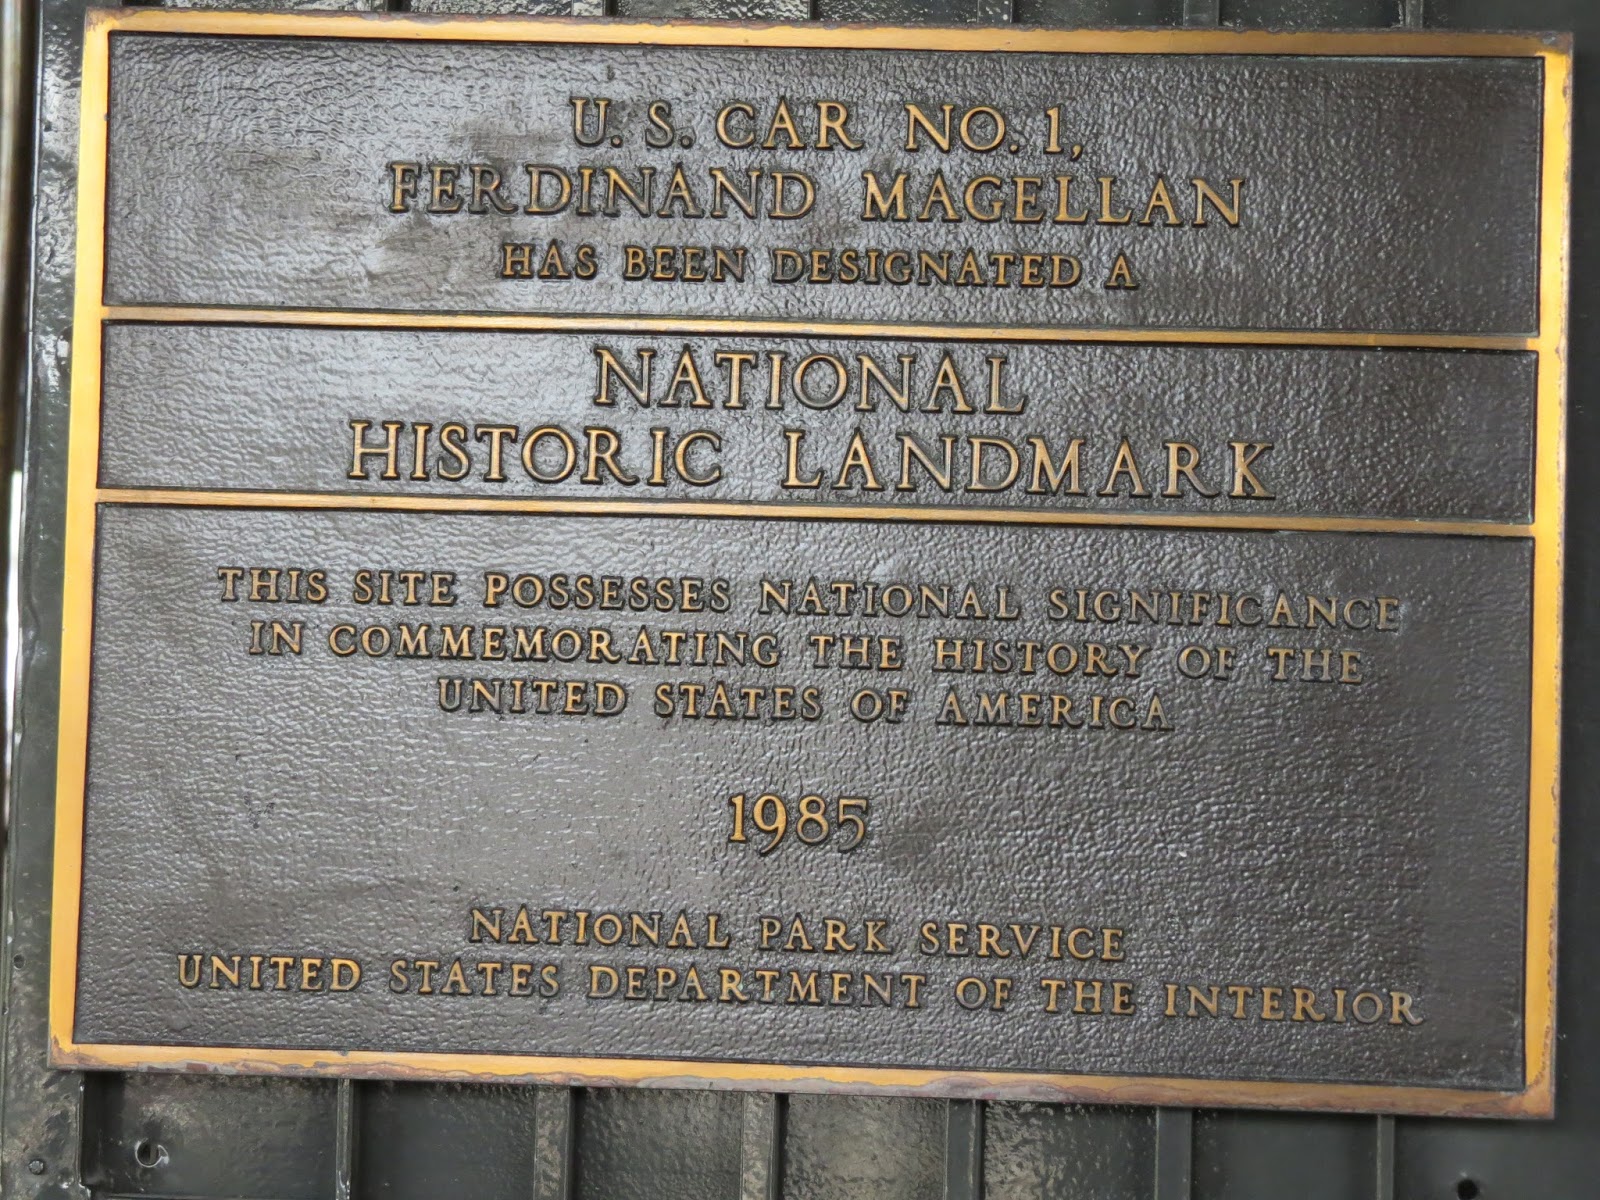 U. S. CAR NO. 1,
FERDINAND MAGELLAN
HAS BEEN DESIGNATED A
NATIONAL
HISTORIC LANDMARK
THIS SITE POSSESSES NATIONAL SIGNIFICANCE
IN COMMEMORATING THE HISTORY OF THE
UNITED STATES OF AMERICA
1985
NATIONAL PARK SERVICE
UNITED STATES DEPARTMENT OF THE INTERIOR